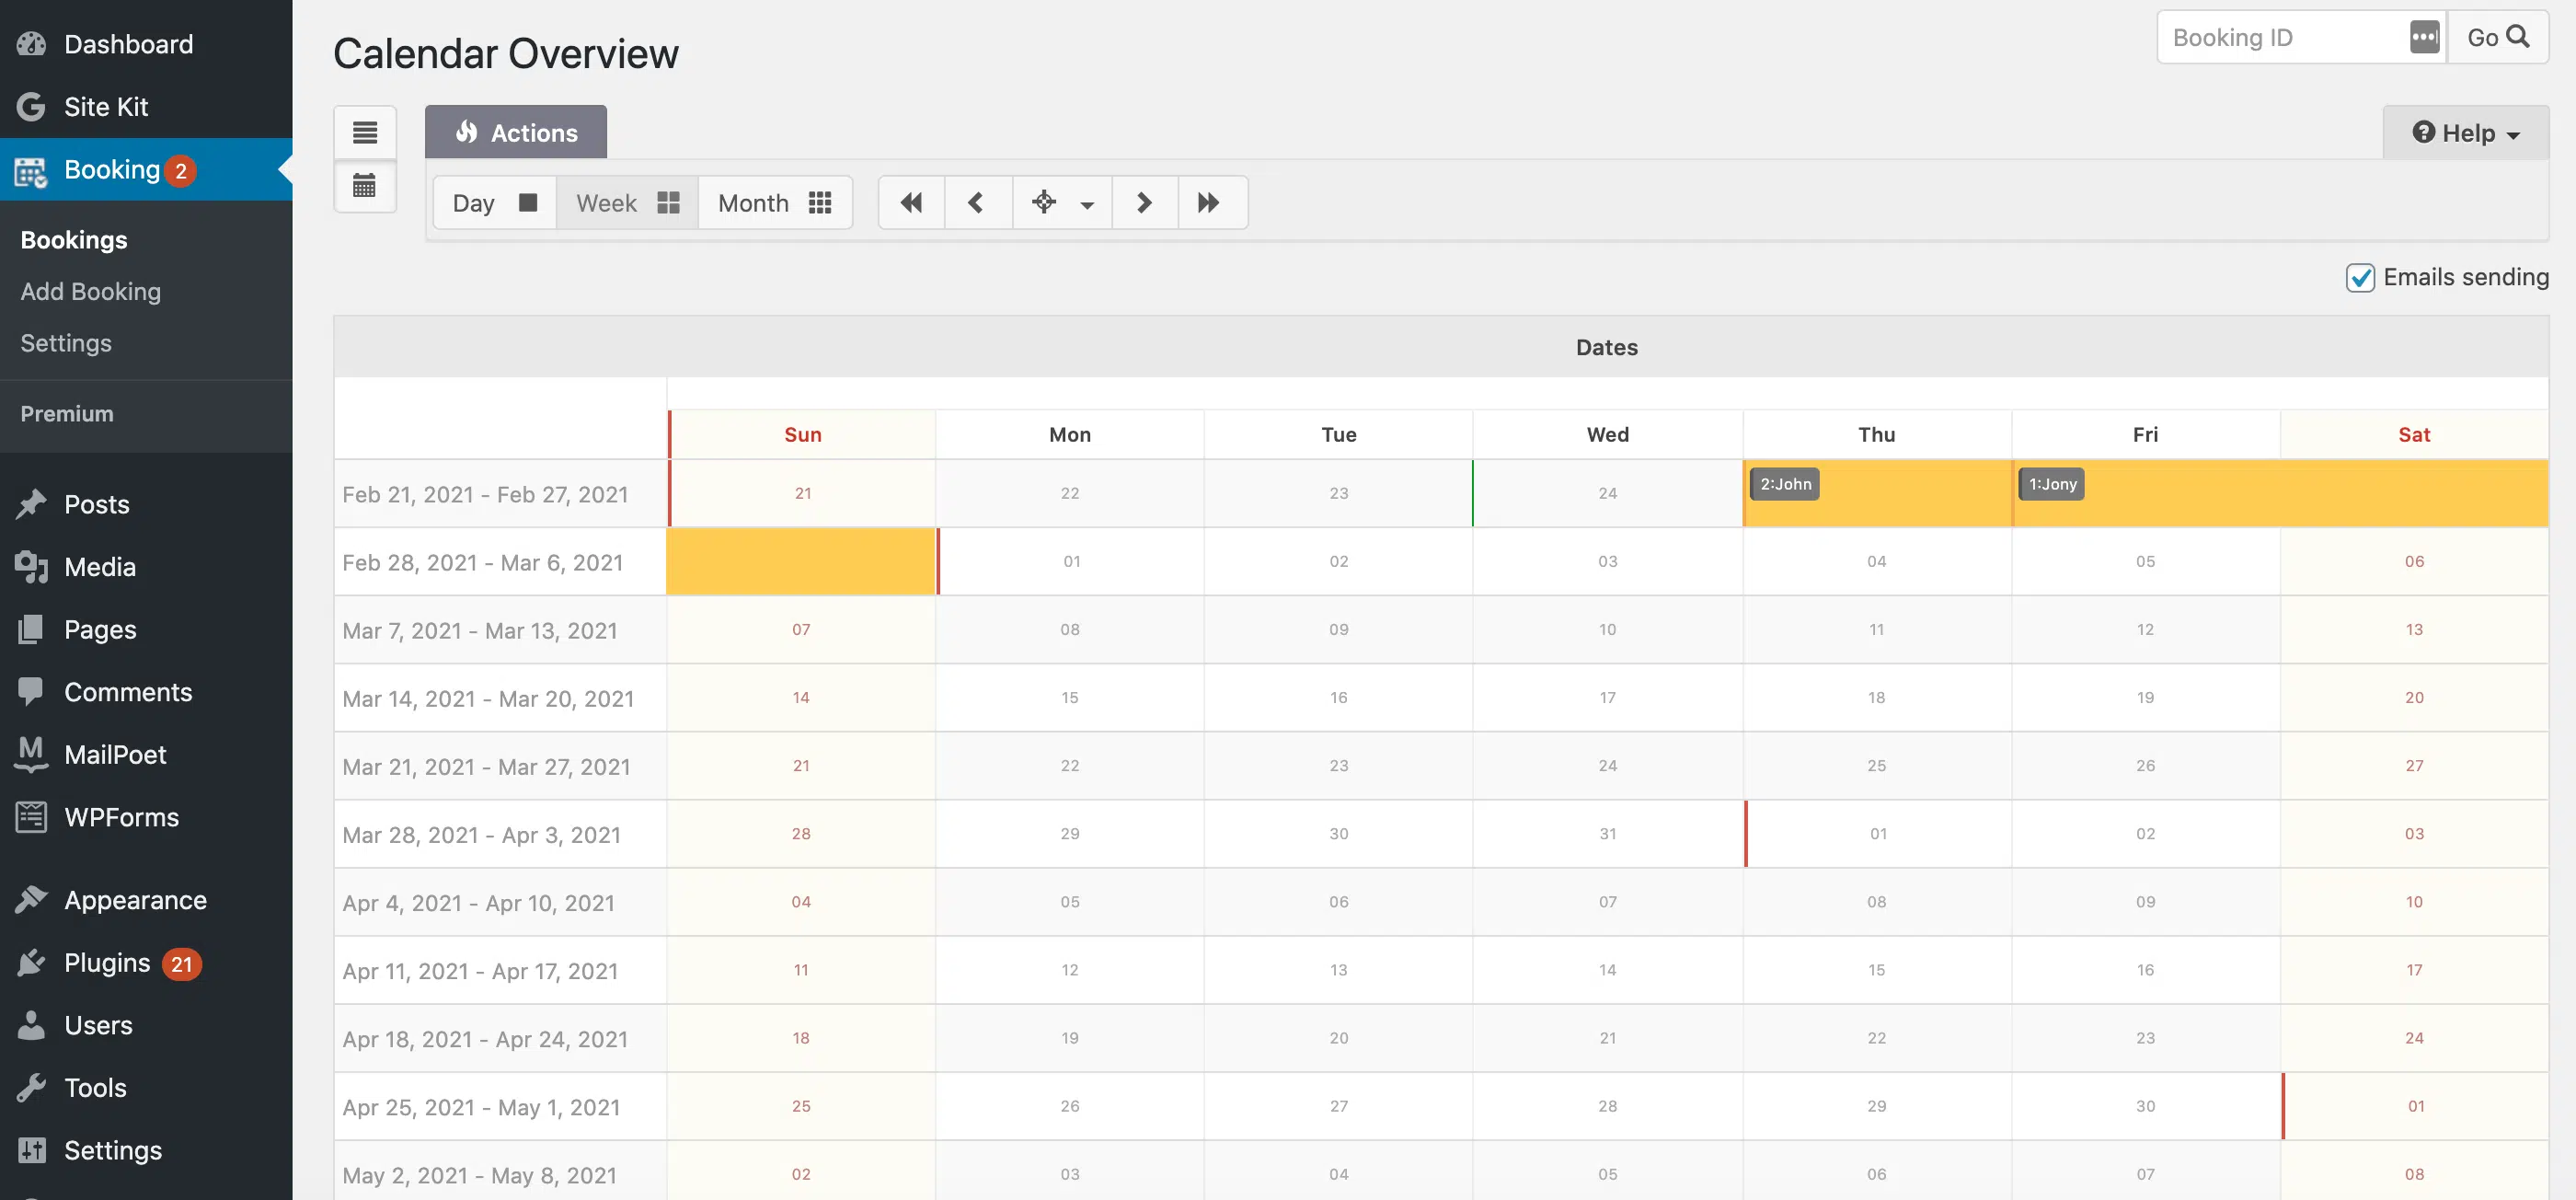 Dashboard
Site Kit
Booking 2
Bookings
Add Booking
Settings
Premium
Posts
Media
Pages
Comments
MailPoet
WPForms
Appearance
Plugins 21
Users
Tools
Settings
Calendar Overview
Booking ID Go
Actions
Help
Day Week Month
Emails sending
Dates
Sun Mon Tue Wed Thu Fri Sat
Feb 21, 2021 - Feb 27, 2021 21 22 23 24 2:John 1:Jony
Feb 28, 2021 - Mar 6, 2021 01 02 03 04 05 06
Mar 7, 2021 - Mar 13, 2021 07 08 09 10 11 12 13
Mar 14, 2021 - Mar 20, 2021 14 15 16 17 18 19 20
Mar 21, 2021 - Mar 27, 2021 21 22 23 24 25 26 27
Mar 28, 2021 - Apr 3, 2021 28 29 30 31 01 02 03
Apr 4, 2021 - Apr 10, 2021 04 05 06 07 08 09 10
Apr 11, 2021 - Apr 17, 2021 11 12 13 14 15 16 17
Apr 18, 2021 - Apr 24, 2021 18 19 20 21 22 23 24
Apr 25, 2021 - May 1, 2021 25 26 27 28 29 30 01
May 2, 2021 - May 8, 2021 02 03 04 05 06 07 08